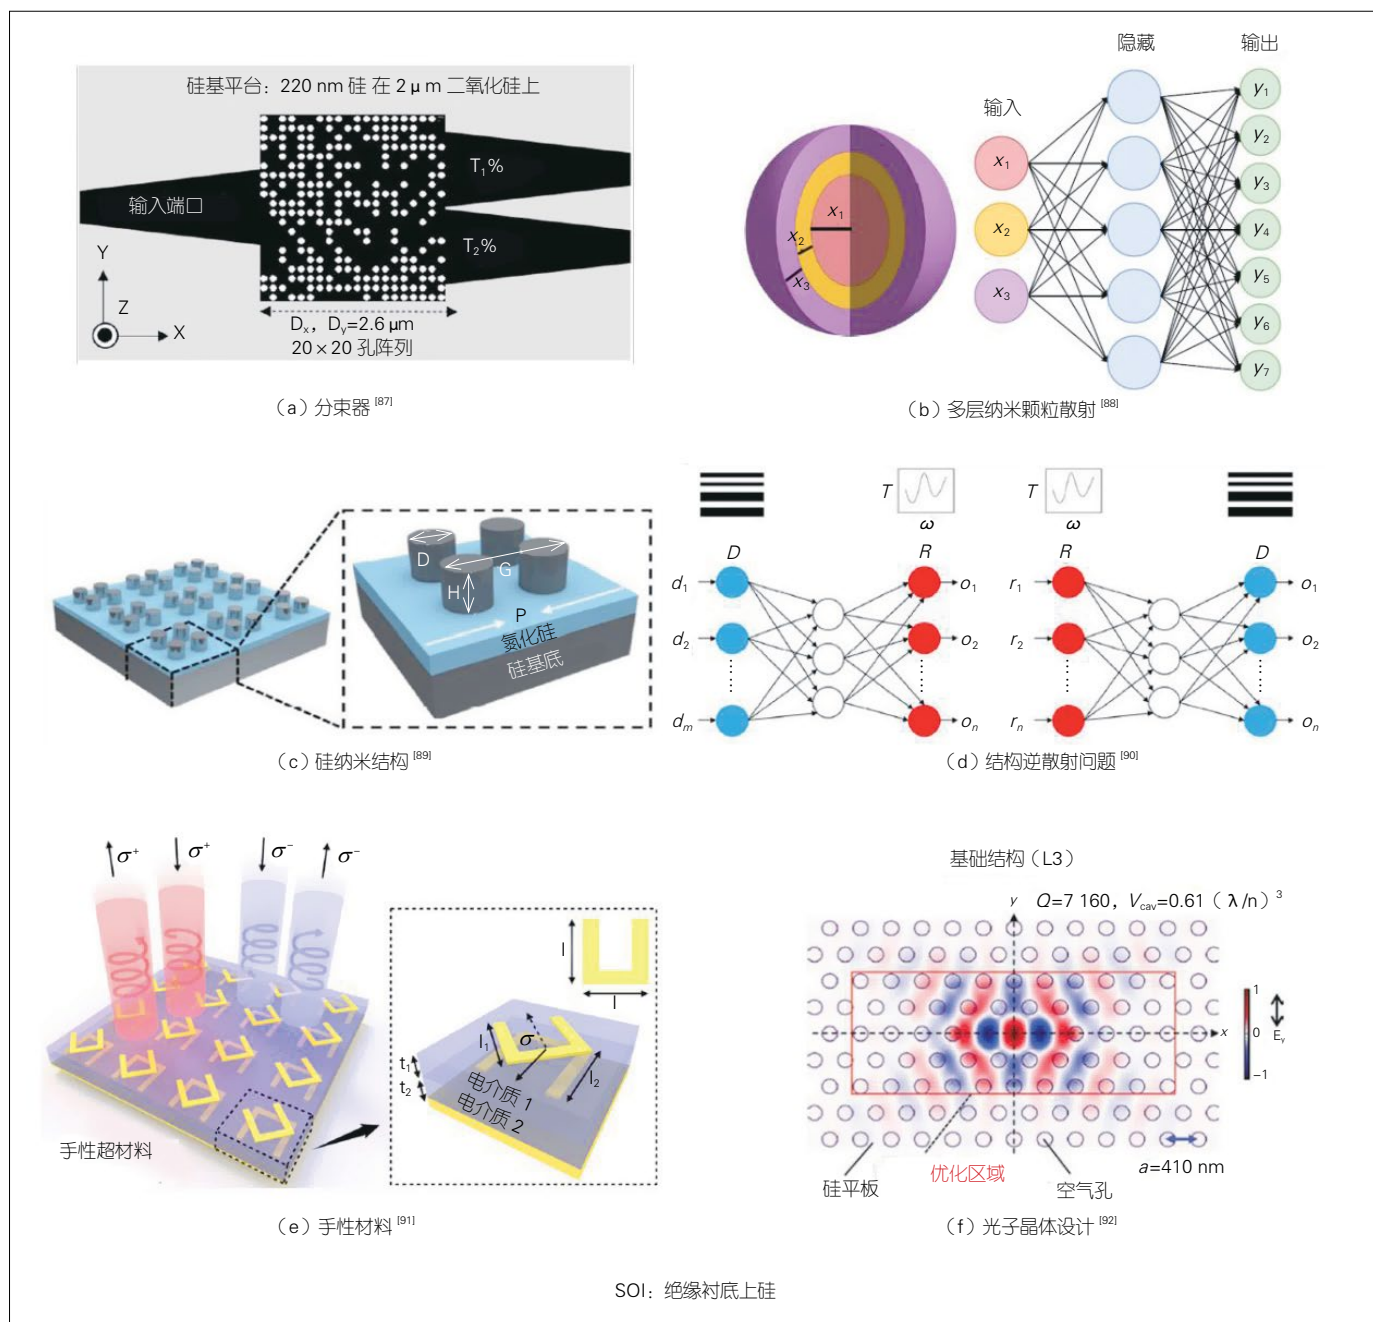 硅基平台：220 nm 硅 在 2 μm 二氧化硅上
输入端口
T1%
T2%
Y
Z
X
Dx，Dy=2.6 μm
20×20 孔阵列
（a）分束器 [87]
隐藏
输出
输入
x1
x2
x3
x1
x2
x3
y1
y2
y3
y4
y5
y6
y7
（b）多层纳米颗粒散射 [88]
D
G
H
P
氮化硅
硅基底
（c）硅纳米结构 [89]
T
ω
D
R
d1
d2
dm
o1
o2
on
T
ω
R
D
r1
r2
rn
o1
o2
on
（d）结构逆散射问题 [90]
σ+
σ+
σ-
σ-
手性超材料
l
l
l1
σ
l2
t1
t2
电介质 1
电介质 2
（e）手性材料 [91]
基础结构（L3）
Q=7 160，Vcav=0.61（λ/n）3
y
x
1
0
-1
Ey
a=410 nm
硅平板
优化区域
空气孔
（f）光子晶体设计 [92]
SOI：绝缘衬底上硅